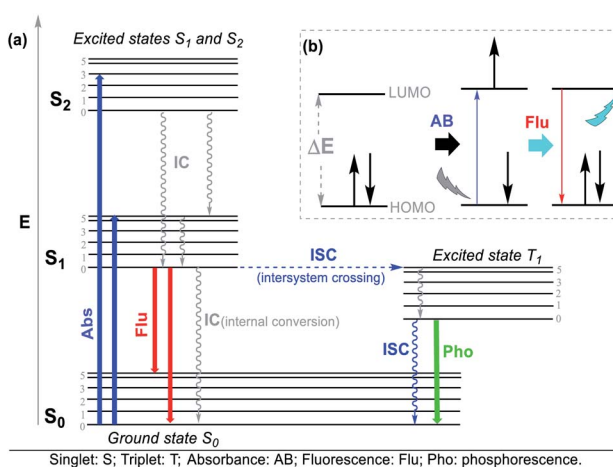 (a)
Excited states S1 and S2
5
3
2
1
0
S2
IC
E
5
3
2
1
0
S1
Abs
Flu
IC(internal conversion)
5
3
2
1
0
S0
Ground state S0
ISC
(intersystem crossing)
Excited state T1
5
3
2
1
0
ISC
Pho
(b)
LUMO
ΔE
HOMO
AB
Flu
Singlet: S; Triplet: T; Absorbance: AB; Fluorescence: Flu; Pho: phosphorescence.